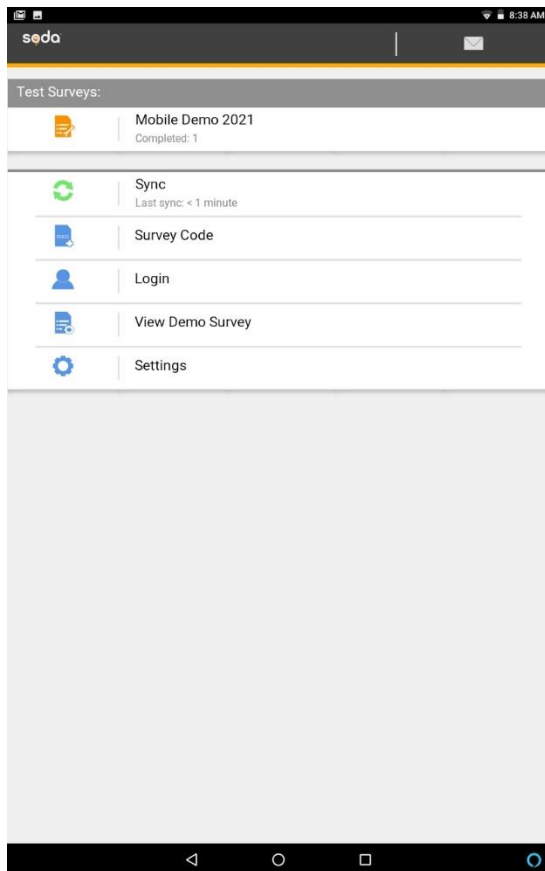 8:38 AM
soda
Test Surveys:
Mobile Demo 2021
Completed: 1
Sync
Last sync: < 1 minute
Survey Code
Login
View Demo Survey
Settings